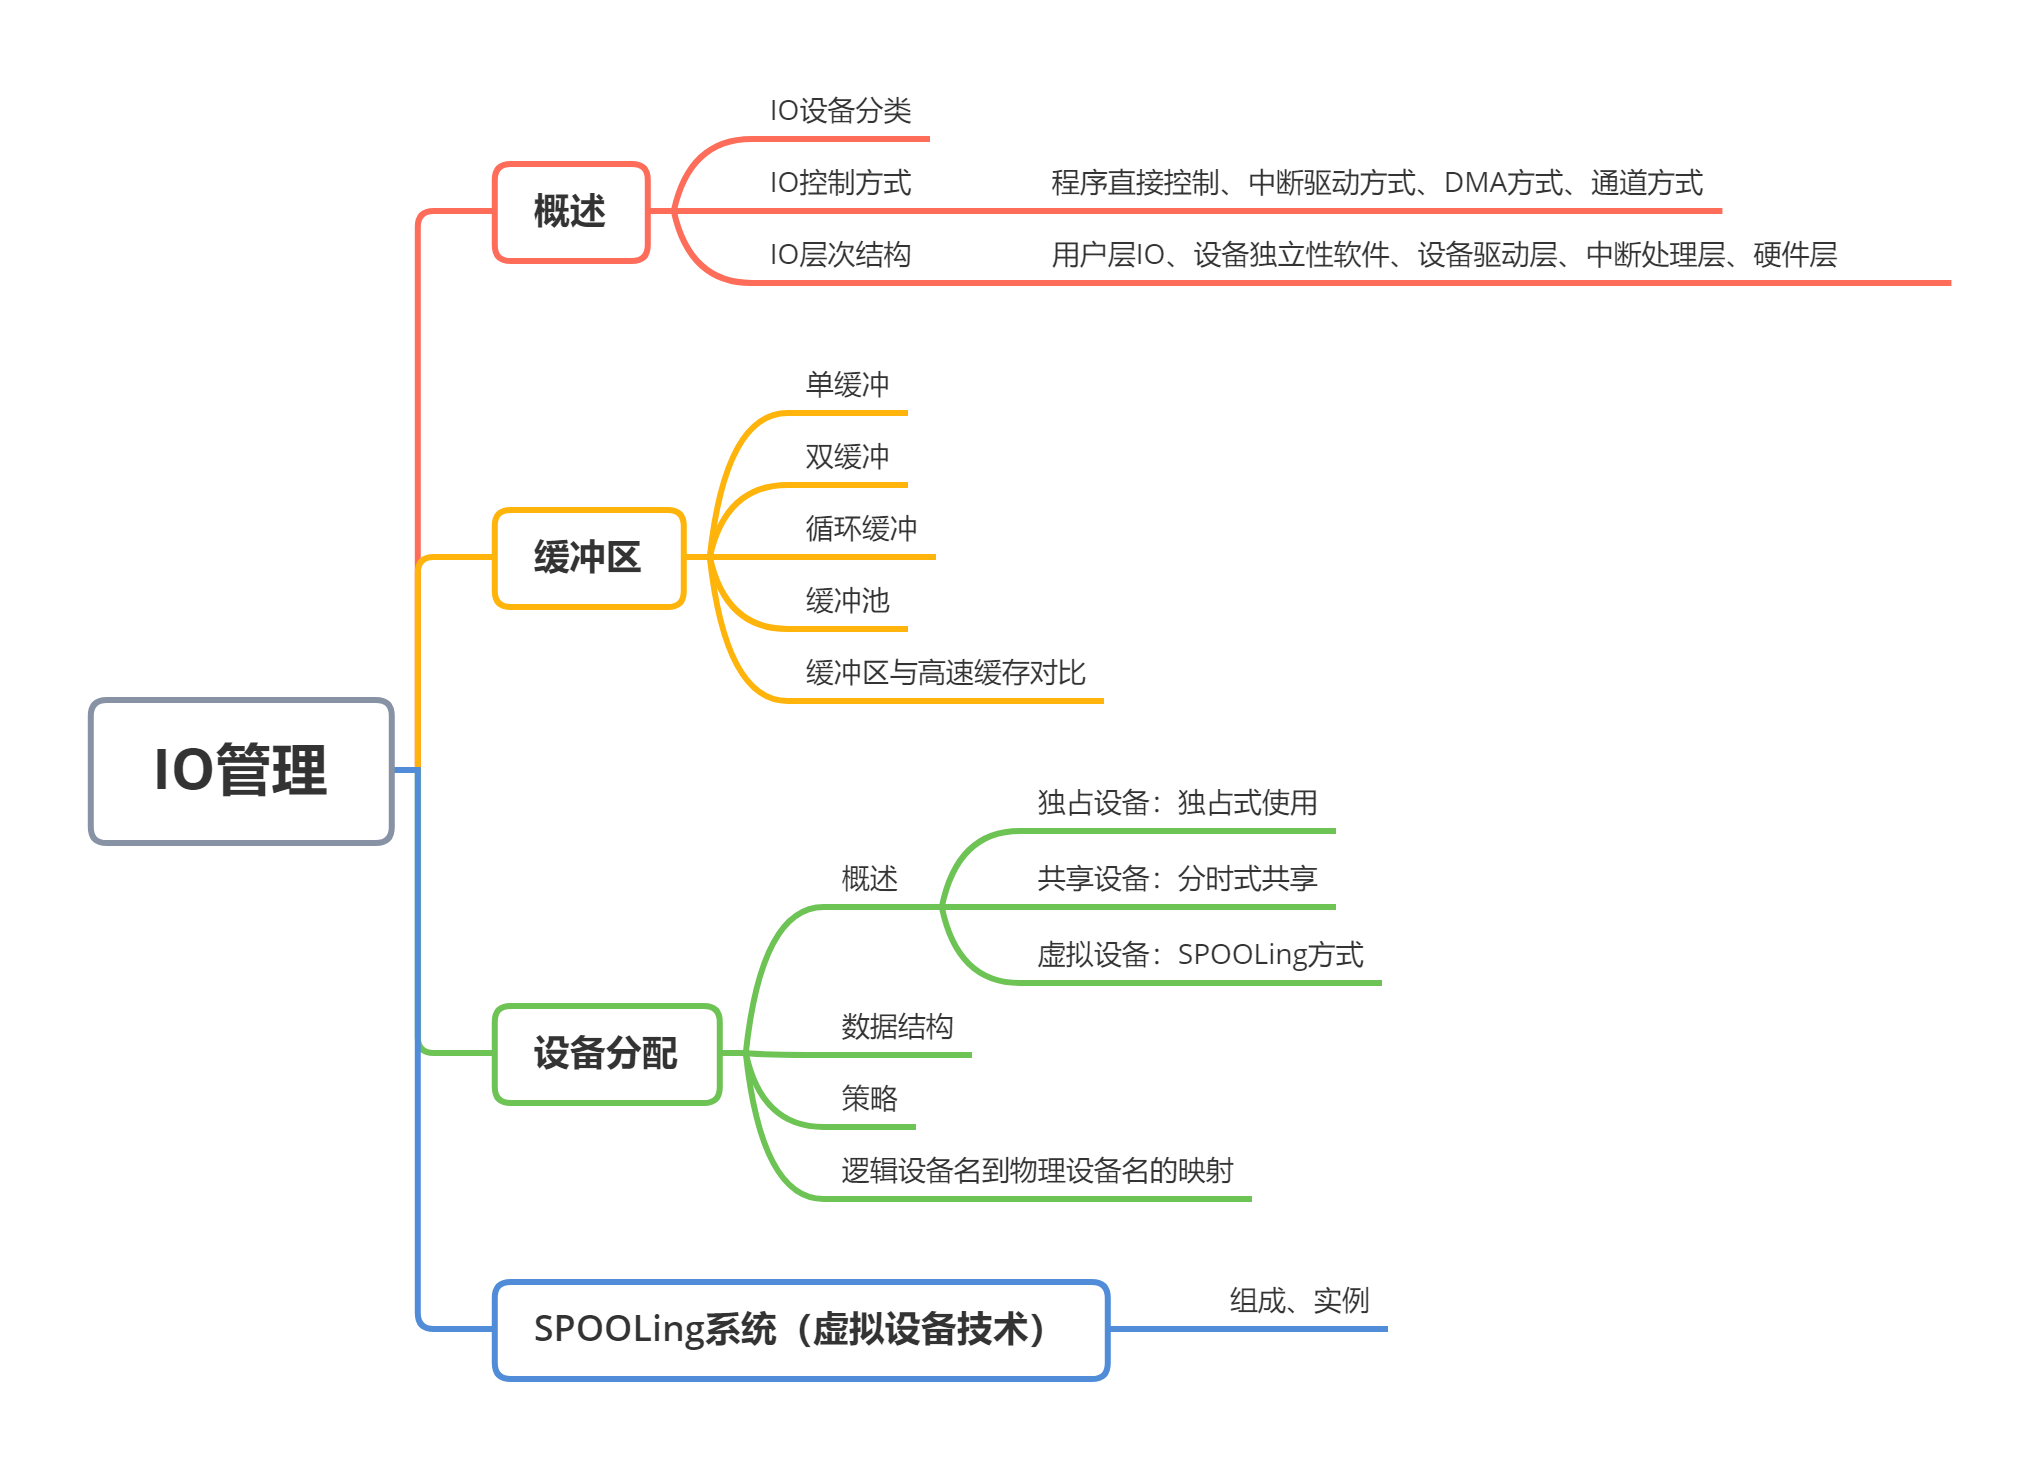 IO管理
概述
IO设备分类
IO控制方式
程序直接控制、中断驱动方式、DMA方式、通道方式
IO层次结构
用户层IO、设备独立性软件、设备驱动层、中断处理层、硬件层
缓冲区
单缓冲
双缓冲
循环缓冲
缓冲池
缓冲区与高速缓存对比
设备分配
概述
独占设备：独占式使用
共享设备：分时式共享
虚拟设备：SPOOLing方式
数据结构
策略
逻辑设备名到物理设备名的映射
SPOOLing系统（虚拟设备技术）
组成、实例